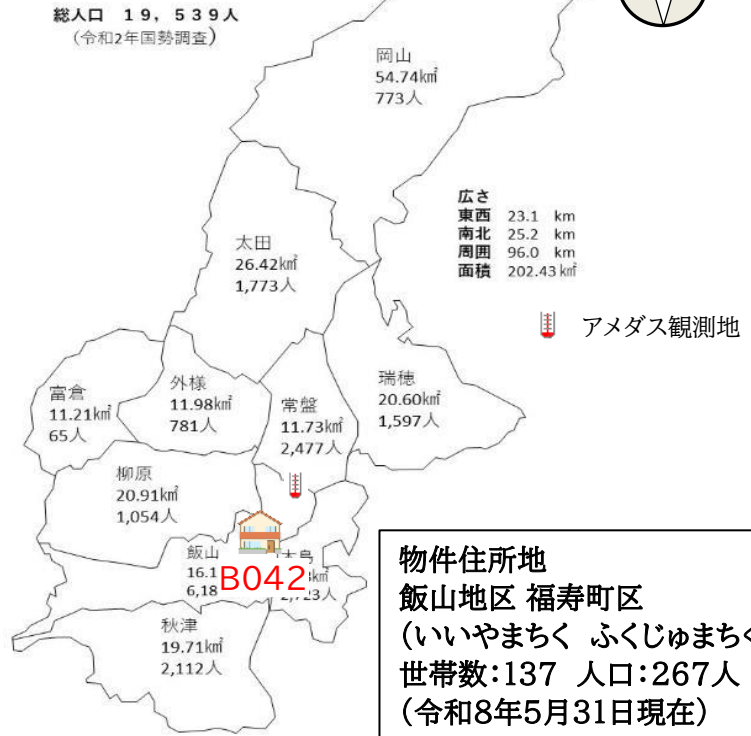 総人口 １９，５３９人
(令和２年国勢調査)
岡山
54.74㎢
773人
広さ
東西 23.1 km
南北 25.2 km
周囲 96.0 km
面積 202.43㎢
太田
26.42㎢
1,773人
アメダス観測地
瑞穂
20.60㎢
1,597人
富倉
11.21㎢
65人
外様
11.98㎢
781人
常盤
11.73㎢
2,477人
柳原
20.91㎢
1,054人
飯山
16.1
6,18
B042
秋津
19.71㎢
2,112人
物件住所地
飯山地区 福寿町区
(いいやまちく ふくじゅまちく
世帯数:137 人口:267人
(令和8年5月31日現在)